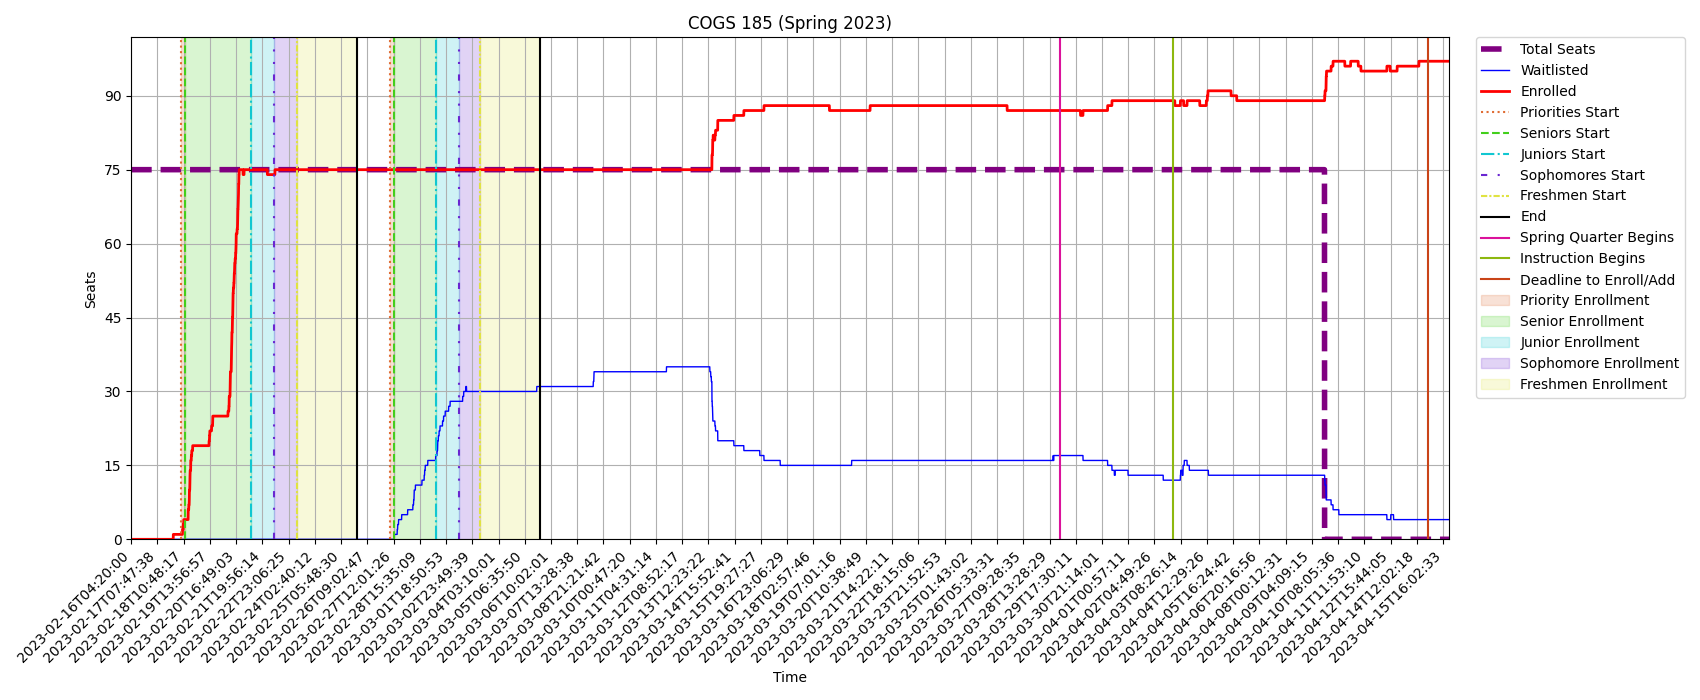 COGS 185 (Spring 2023)
Seats
90
75
60
45
30
15
0
2023-02-16T04:20:00
2023-02-17T07:47:38
2023-02-18T10:48:17
2023-02-19T13:56:57
2023-02-20T16:49:03
2023-02-21T19:56:14
2023-02-22T23:06:25
2023-02-24T02:40:12
2023-02-25T05:48:30
2023-02-26T09:02:47
2023-02-27T12:01:26
2023-02-28T15:35:09
2023-03-01T18:50:53
2023-03-02T23:49:39
2023-03-04T03:10:01
2023-03-05T06:35:50
2023-03-06T10:02:01
2023-03-07T13:28:38
2023-03-08T21:21:42
2023-03-10T00:47:20
2023-03-11T04:31:14
2023-03-12T08:52:17
2023-03-13T12:23:22
2023-03-14T15:52:41
2023-03-15T19:27:27
2023-03-16T23:06:29
2023-03-18T02:57:46
2023-03-19T07:01:16
2023-03-20T10:38:49
2023-03-21T14:22:11
2023-03-22T18:15:06
2023-03-23T21:52:53
2023-03-25T01:43:02
2023-03-26T05:33:31
2023-03-27T09:28:35
2023-03-28T13:28:29
2023-03-29T17:30:11
2023-03-30T21:14:01
2023-04-01T00:57:11
2023-04-02T04:49:26
2023-04-03T08:26:14
2023-04-04T12:29:26
2023-04-05T16:24:42
2023-04-06T20:16:56
2023-04-08T00:12:31
2023-04-09T04:09:15
2023-04-10T08:05:36
2023-04-11T11:53:10
2023-04-12T15:44:05
2023-04-14T12:02:18
2023-04-15T16:02:33
Time
Total Seats
Waitlisted
Enrolled
Priorities Start
Seniors Start
Juniors Start
Sophomores Start
Freshmen Start
End
Spring Quarter Begins
Instruction Begins
Deadline to Enroll/Add
Priority Enrollment
Senior Enrollment
Junior Enrollment
Sophomore Enrollment
Freshmen Enrollment